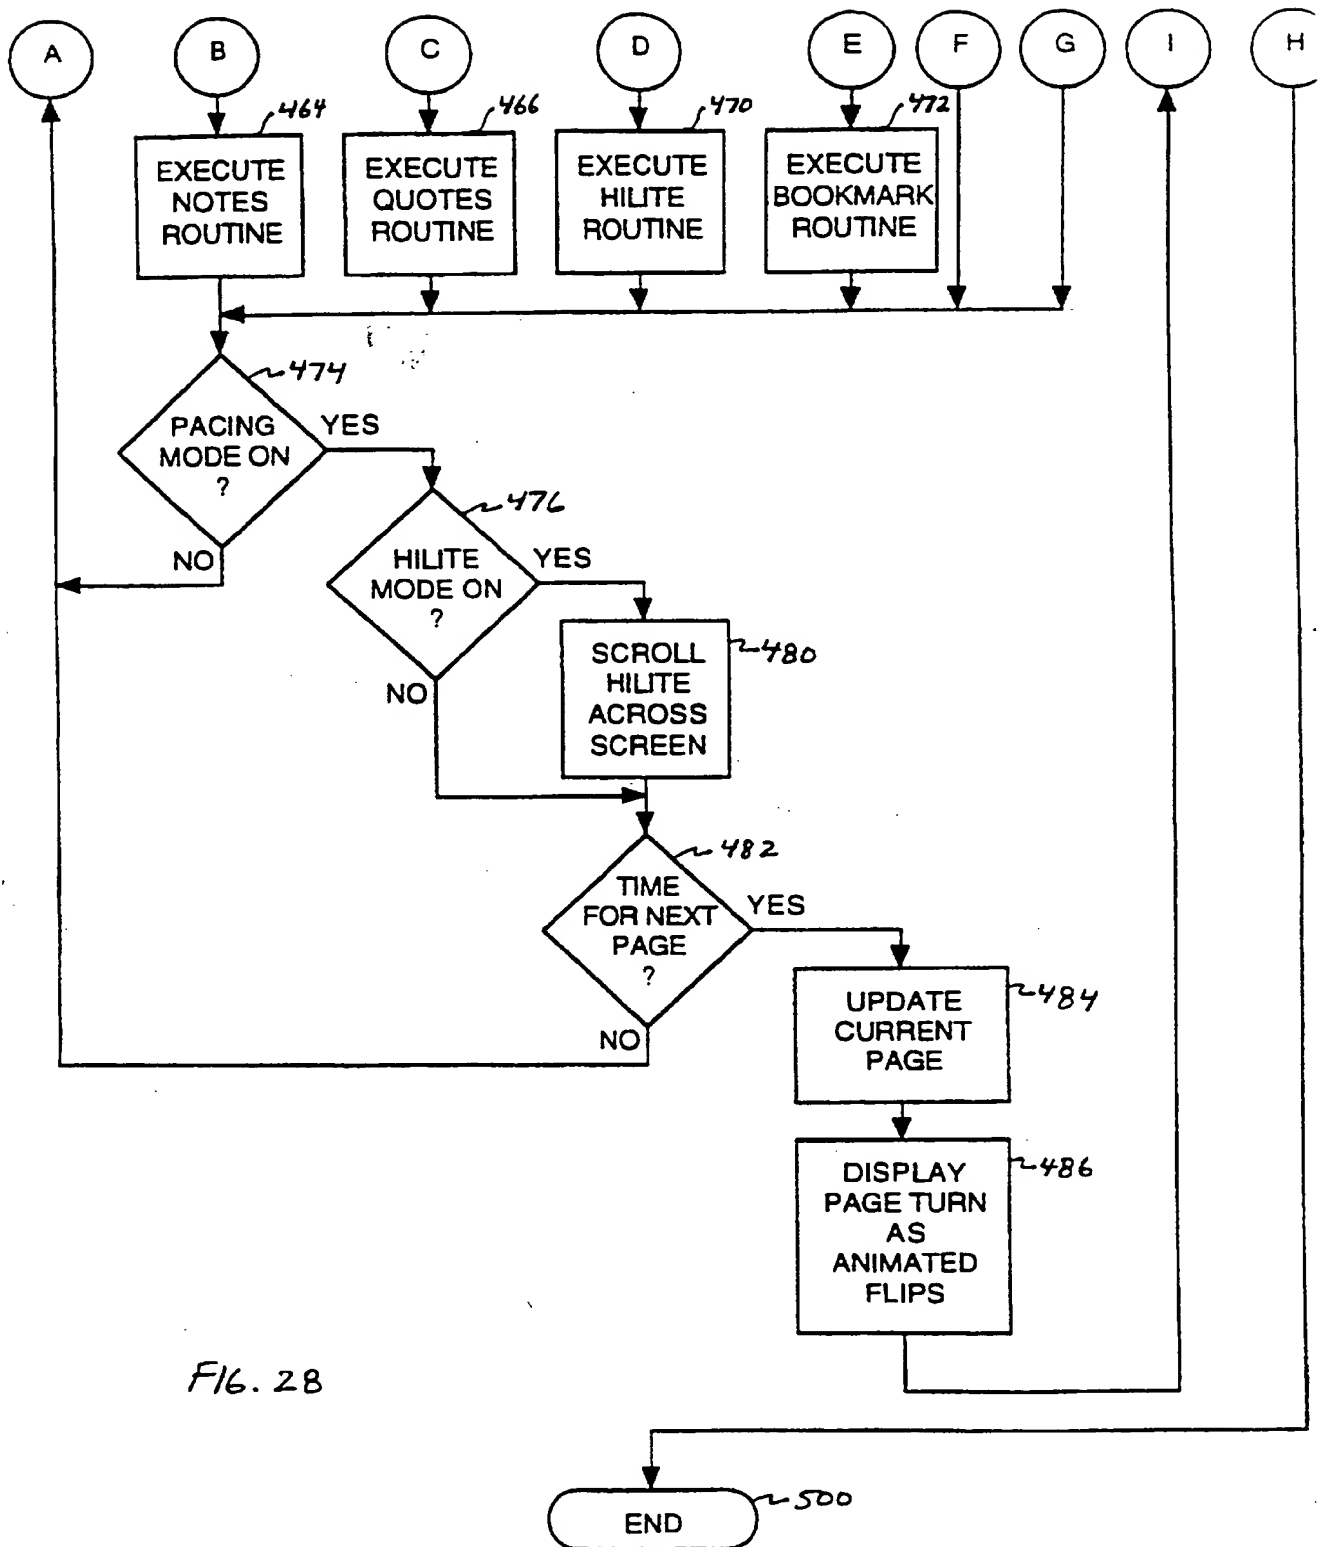 A B C D E F G I H
464 466 470 472
EXECUTE
NOTES
ROUTINE
EXECUTE
QUOTES
ROUTINE
EXECUTE
HILITE
ROUTINE
EXECUTE
BOOKMARK
ROUTINE
474
PACING
MODE ON
?
YES
NO
476
HILITE
MODE ON
?
YES
NO
480
SCROLL
HILITE
ACROSS
SCREEN
482
TIME
FOR NEXT
PAGE
?
YES
NO
484
UPDATE
CURRENT
PAGE
486
DISPLAY
PAGE TURN
AS
ANIMATED
FLIPS
FIG. 28
500
END